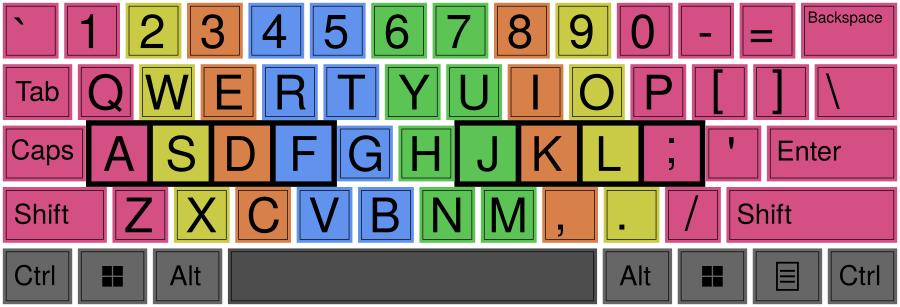 ` 1 2 3 4 5 6 7 8 9 0 - = Backspace
Tab Q W E R T Y U I O P [ ] \
Caps A S D F G H J K L ; ' Enter
Shift Z X C V B N M , . / Shift
Ctrl Alt Alt Ctrl